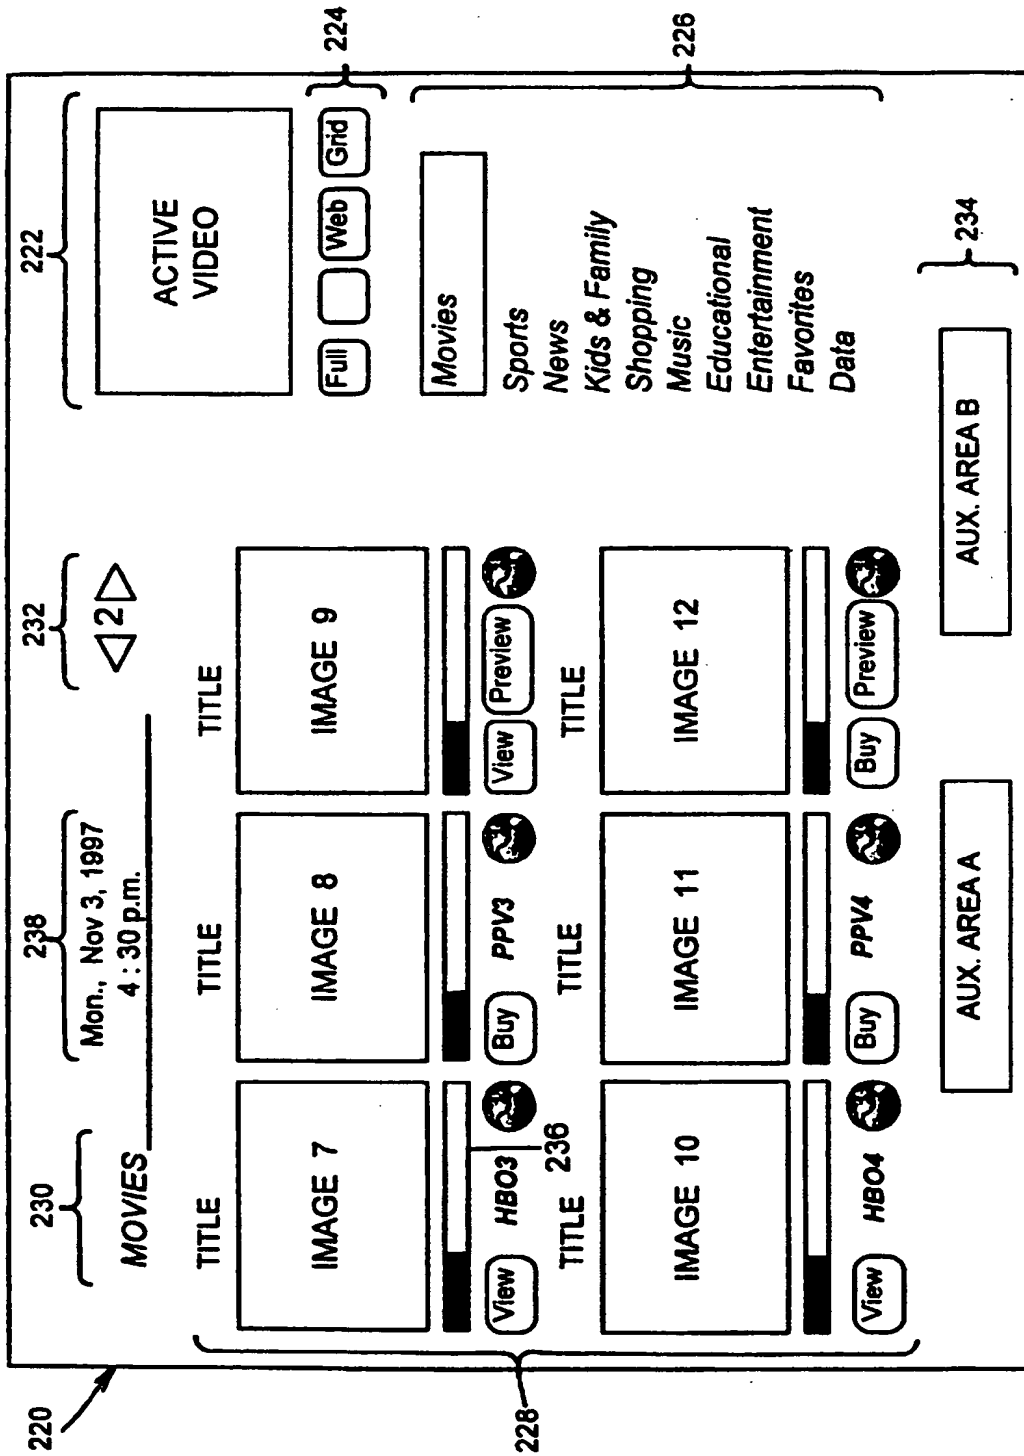 220
230
238
232
222
MOVIES
Mon., Nov 3, 1997
4 : 30 p.m.
2
ACTIVE
VIDEO
Full
Web
Grid
224
TITLE
TITLE
TITLE
IMAGE 7
IMAGE 8
IMAGE 9
View
HBO3
Buy
PPV3
View
Preview
236
228
TITLE
TITLE
TITLE
IMAGE 10
IMAGE 11
IMAGE 12
View
HBO4
Buy
PPV4
Buy
Preview
Movies
Sports
News
Kids & Family
Shopping
Music
Educational
Entertainment
Favorites
Data
226
AUX. AREA A
AUX. AREA B
234